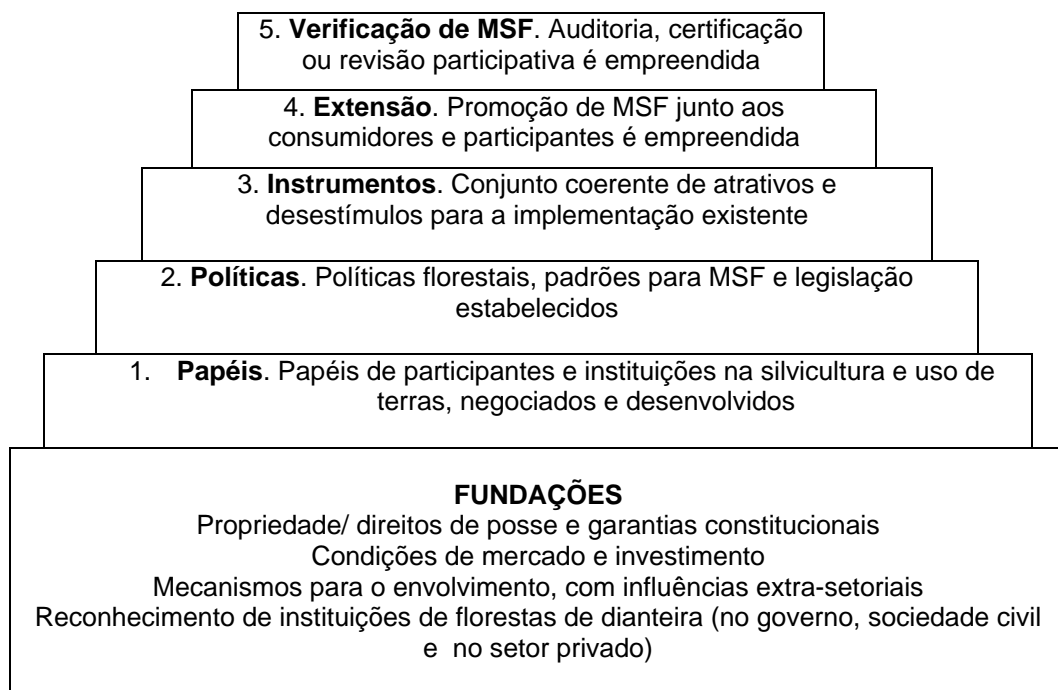 5. Verificação de MSF. Auditoria, certificação
ou revisão participativa é empreendida
4. Extensão. Promoção de MSF junto aos
consumidores e participantes é empreendida
3. Instrumentos. Conjunto coerente de atrativos e
desestímulos para a implementação existente
2. Políticas. Políticas florestais, padrões para MSF e legislação
estabelecidos
1. Papéis. Papéis de participantes e instituições na silvicultura e uso de
terras, negociados e desenvolvidos
FUNDAÇÕES
Propriedade/ direitos de posse e garantias constitucionais
Condições de mercado e investimento
Mecanismos para o envolvimento, com influências extra-setoriais
Reconhecimento de instituições de florestas de dianteira (no governo, sociedade civil
e no setor privado)